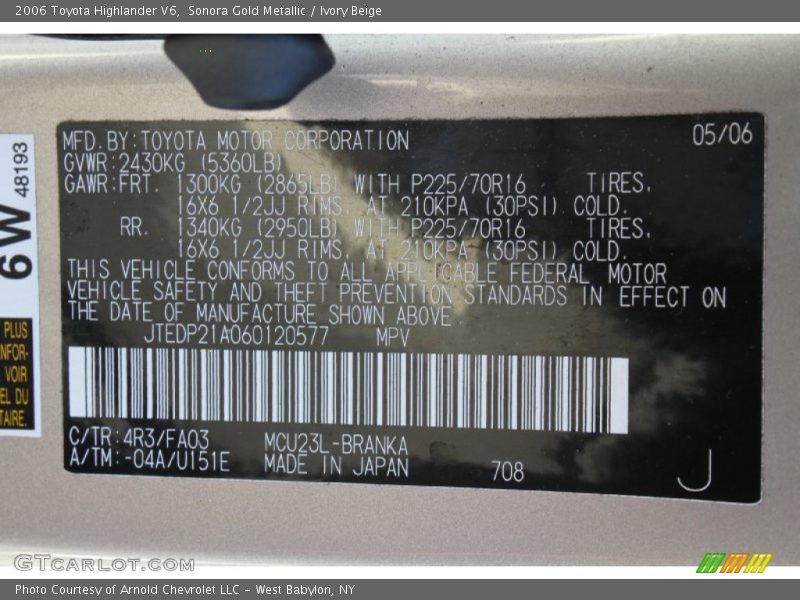 2006 Toyota Highlander V6, Sonora Gold Metallic / Ivory Beige
48193
6W
PLUS
INFOR-
VOIR
EL DU
TAIRE.
05/06
MFD. BY: TOYOTA MOTOR CORPORATION
GVWR: 2430KG (5360LB)
GAWR: FRT. 1300KG (2865LB) WITH P225/70R16 TIRES,
16X6 1/2JJ RIMS, AT 210KPA (30PSI) COLD.
RR. 1340KG (2950LB) WITH P225/70R16 TIRES,
16X6 1/2JJ RIMS, AT 210KPA (30PSI) COLD.
THIS VEHICLE CONFORMS TO ALL APPLICABLE FEDERAL MOTOR
VEHICLE SAFETY AND THEFT PREVENTION STANDARDS IN EFFECT ON
THE DATE OF MANUFACTURE SHOWN ABOVE.
JTEDP21A060120577 MPV
C/TR: 4R3/FA03 MCU23L-BRANKA
A/TM: -04A/U151E MADE IN JAPAN 708 J
GTCARLOT.COM
Photo Courtesy of Arnold Chevrolet LLC - West Babylon, NY